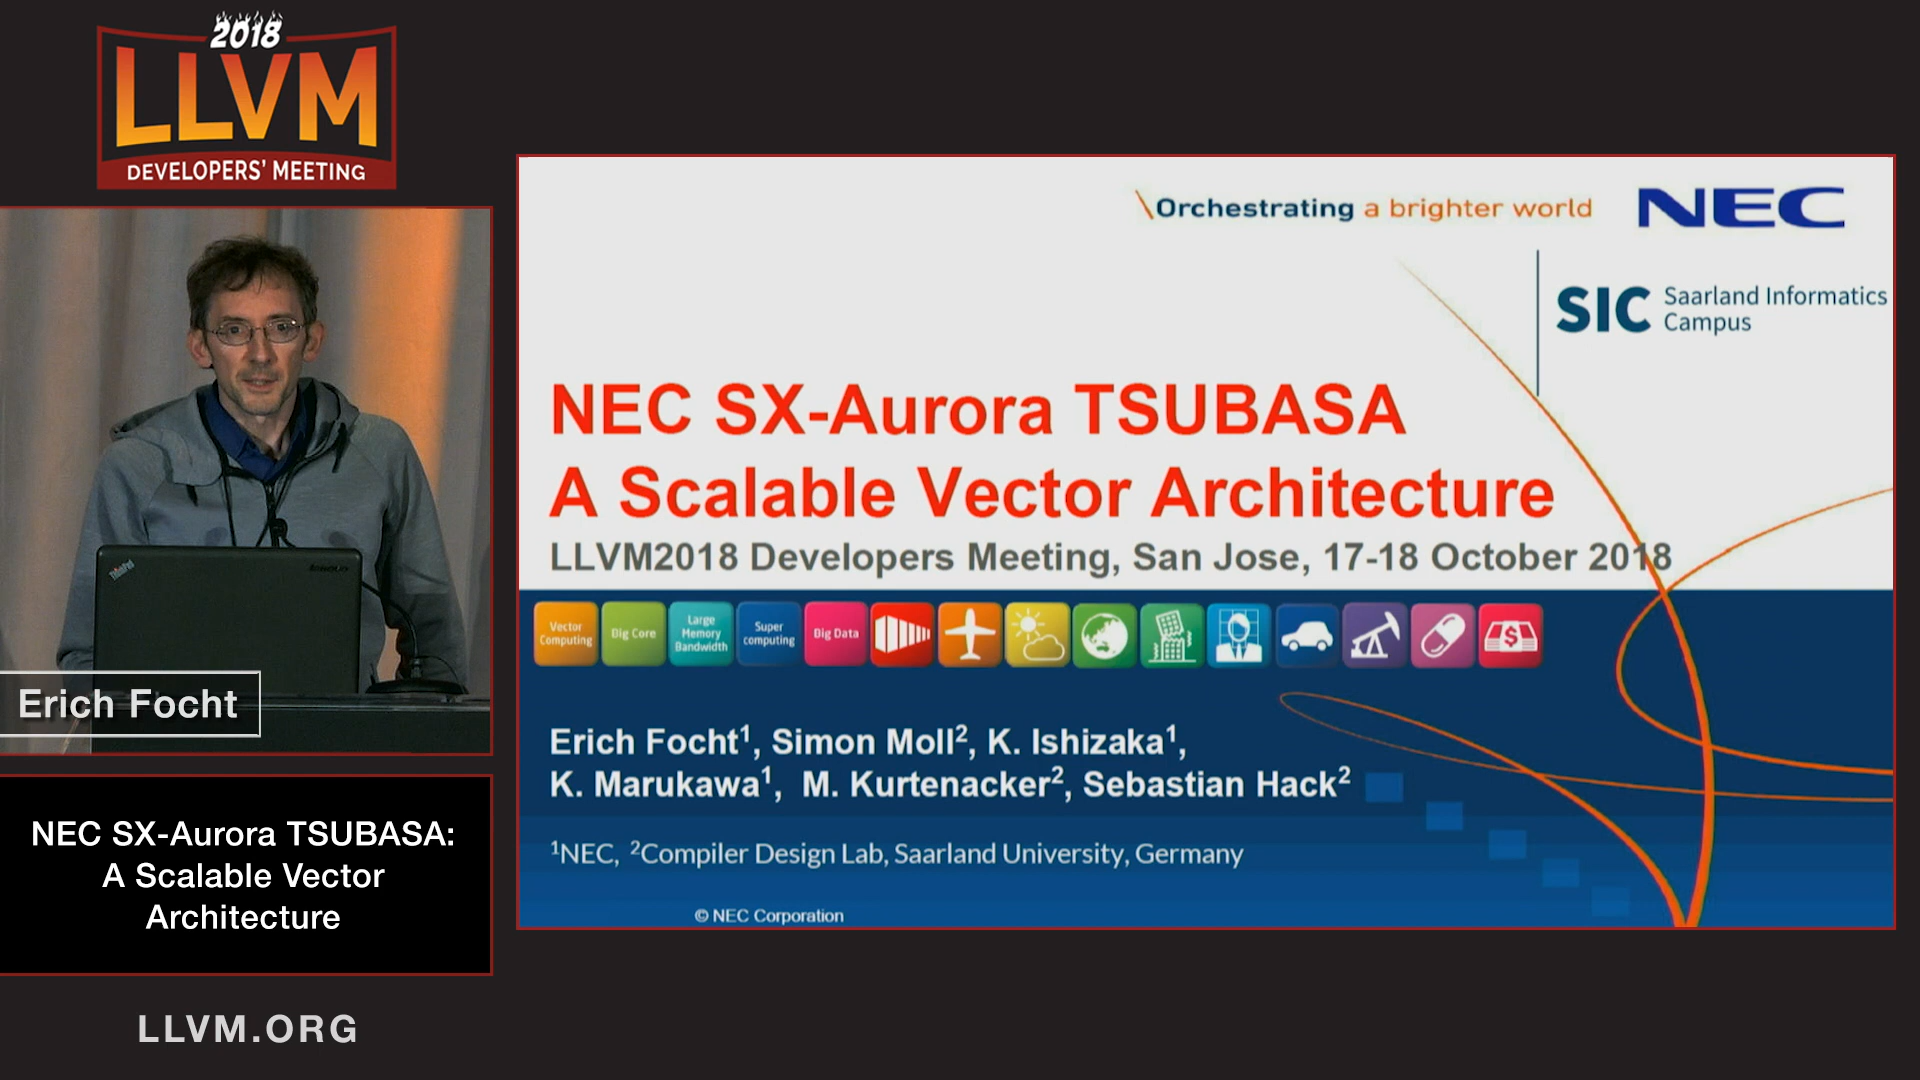 2018
LLVM
DEVELOPERS' MEETING
ThinkPad
lenovo
Erich Focht
NEC SX-Aurora TSUBASA:
A Scalable Vector
Architecture
LLVM.ORG
\Orchestrating a brighter world
NEC
SIC Saarland Informatics
Campus
NEC SX-Aurora TSUBASA
A Scalable Vector Architecture
LLVM2018 Developers Meeting, San Jose, 17-18 October 2018
Vector
Computing
Big Core
Large
Memory
Bandwidth
Super
computing
Big Data
$
Erich Focht¹, Simon Moll², K. Ishizaka¹,
K. Marukawa¹, M. Kurtenacker², Sebastian Hack²
¹NEC, ²Compiler Design Lab, Saarland University, Germany
© NEC Corporation